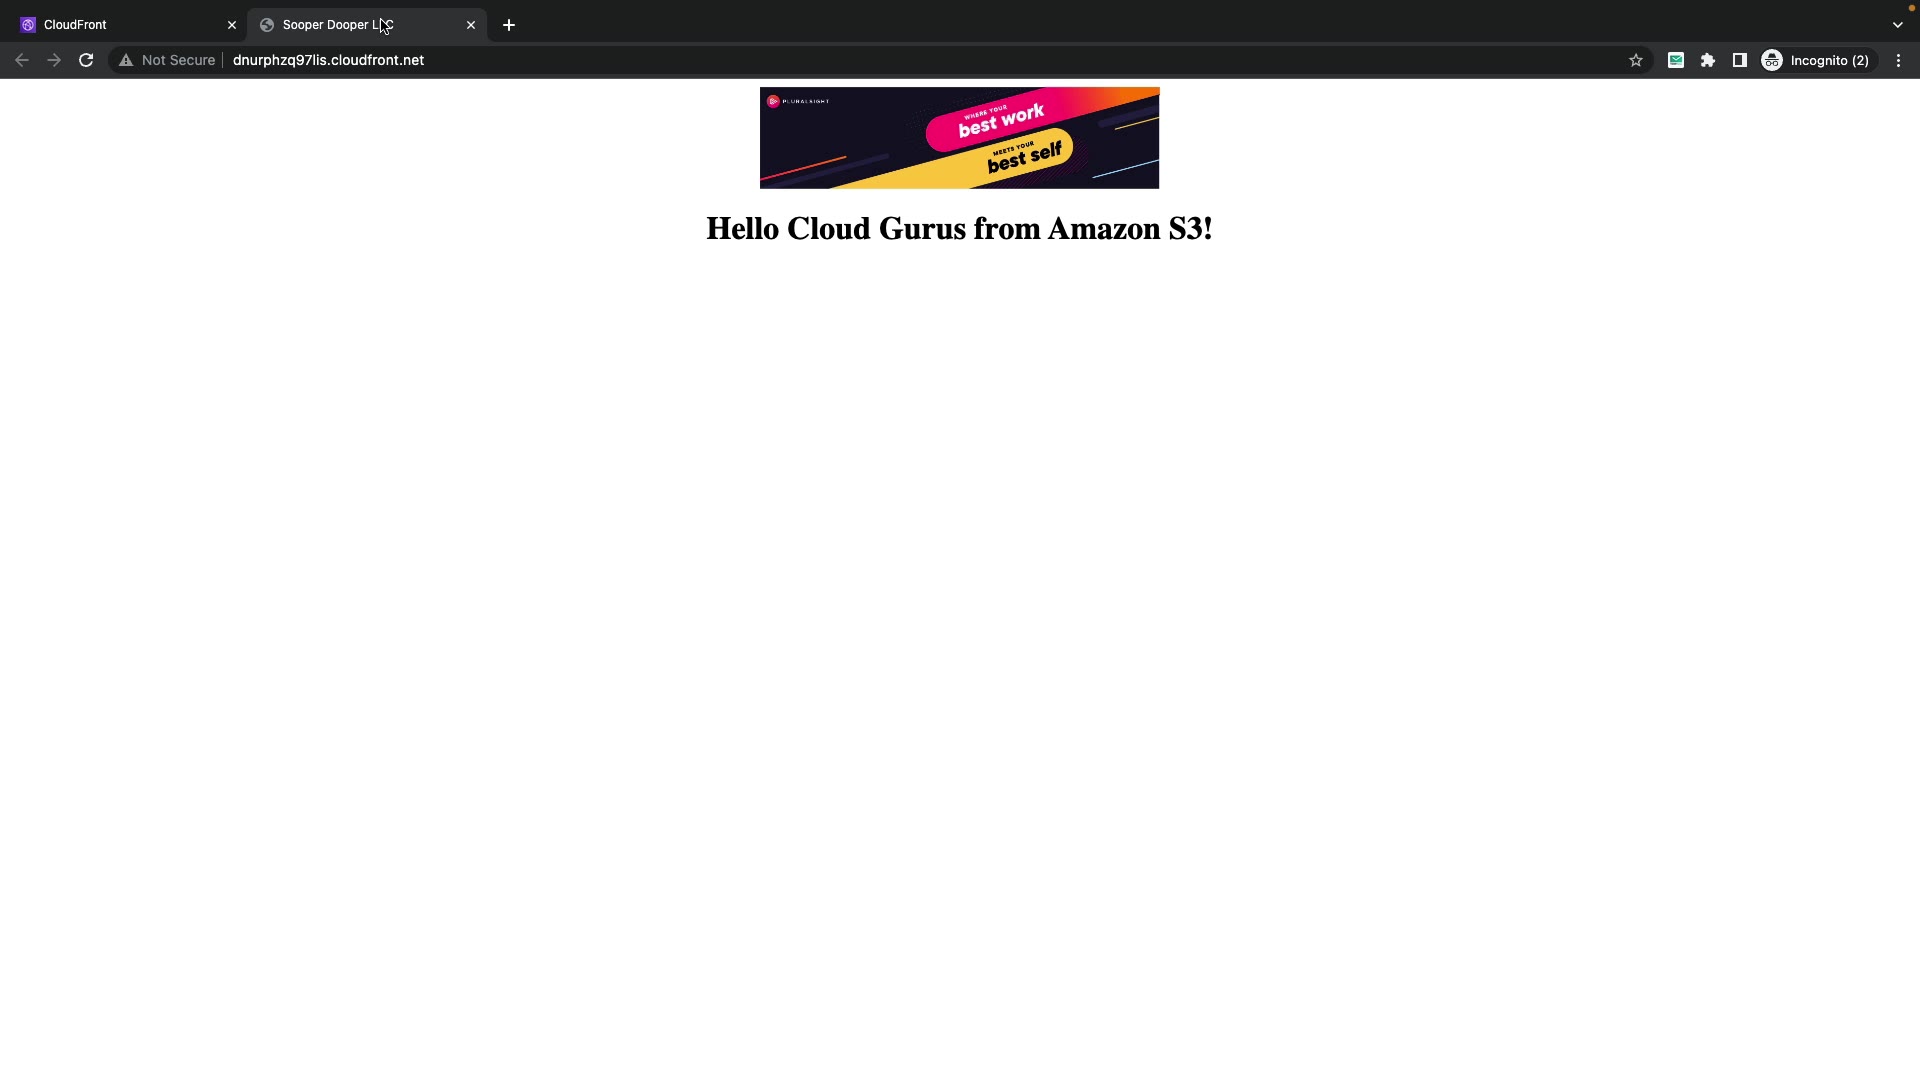 CloudFront
Sooper Dooper LLC
Not Secure
dnurphzq97lis.cloudfront.net
Incognito (2)
PLURALSIGHT
WHERE YOUR
best work
MEETS YOUR
best self
Hello Cloud Gurus from Amazon S3!